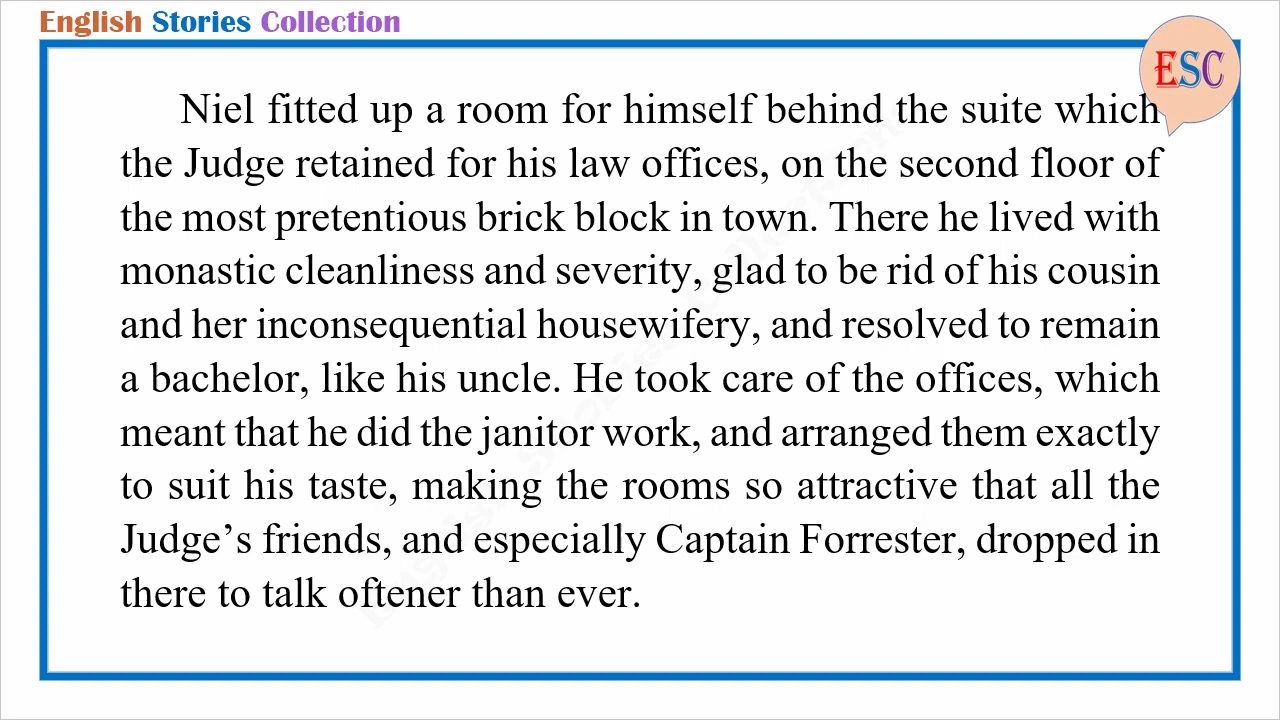 English Stories Collection
ESC
Niel fitted up a room for himself behind the suite which
the Judge retained for his law offices, on the second floor of
the most pretentious brick block in town. There he lived with
monastic cleanliness and severity, glad to be rid of his cousin
and her inconsequential housewifery, and resolved to remain
a bachelor, like his uncle. He took care of the offices, which
meant that he did the janitor work, and arranged them exactly
to suit his taste, making the rooms so attractive that all the
Judge’s friends, and especially Captain Forrester, dropped in
there to talk oftener than ever.